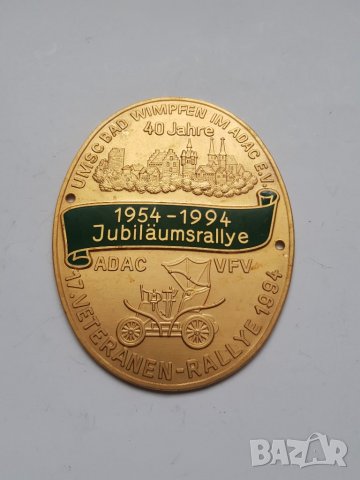 UMSC BAD WIMPFEN IM ADAC E.V.
40 Jahre
1954-1994
Jubiläumsrallye
ADAC VFV
17. VETERANEN-RALLYE 1994
BAZAR